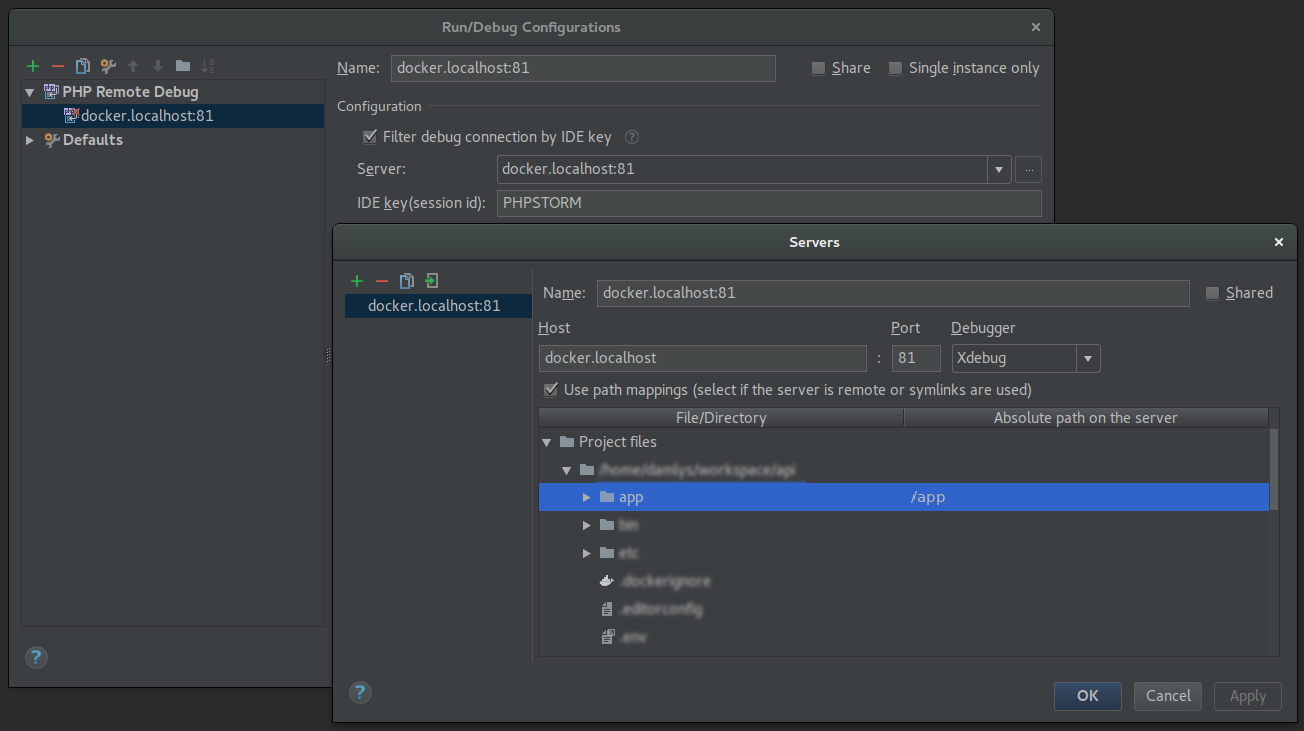 Run/Debug Configurations
Name: docker.localhost:81 Share Single instance only
PHP Remote Debug
docker.localhost:81
Defaults
Configuration
Filter debug connection by IDE key ?
Server: docker.localhost:81 ...
IDE key(session id): PHPSTORM
?
Servers
docker.localhost:81
Name: docker.localhost:81 Shared
Host Port Debugger
docker.localhost : 81 Xdebug
Use path mappings (select if the server is remote or symlinks are used)
File/Directory Absolute path on the server
Project files
/home/damlys/workspace/api
app /app
bin
etc
.dockerignore
.editorconfig
.env
?
OK Cancel Apply